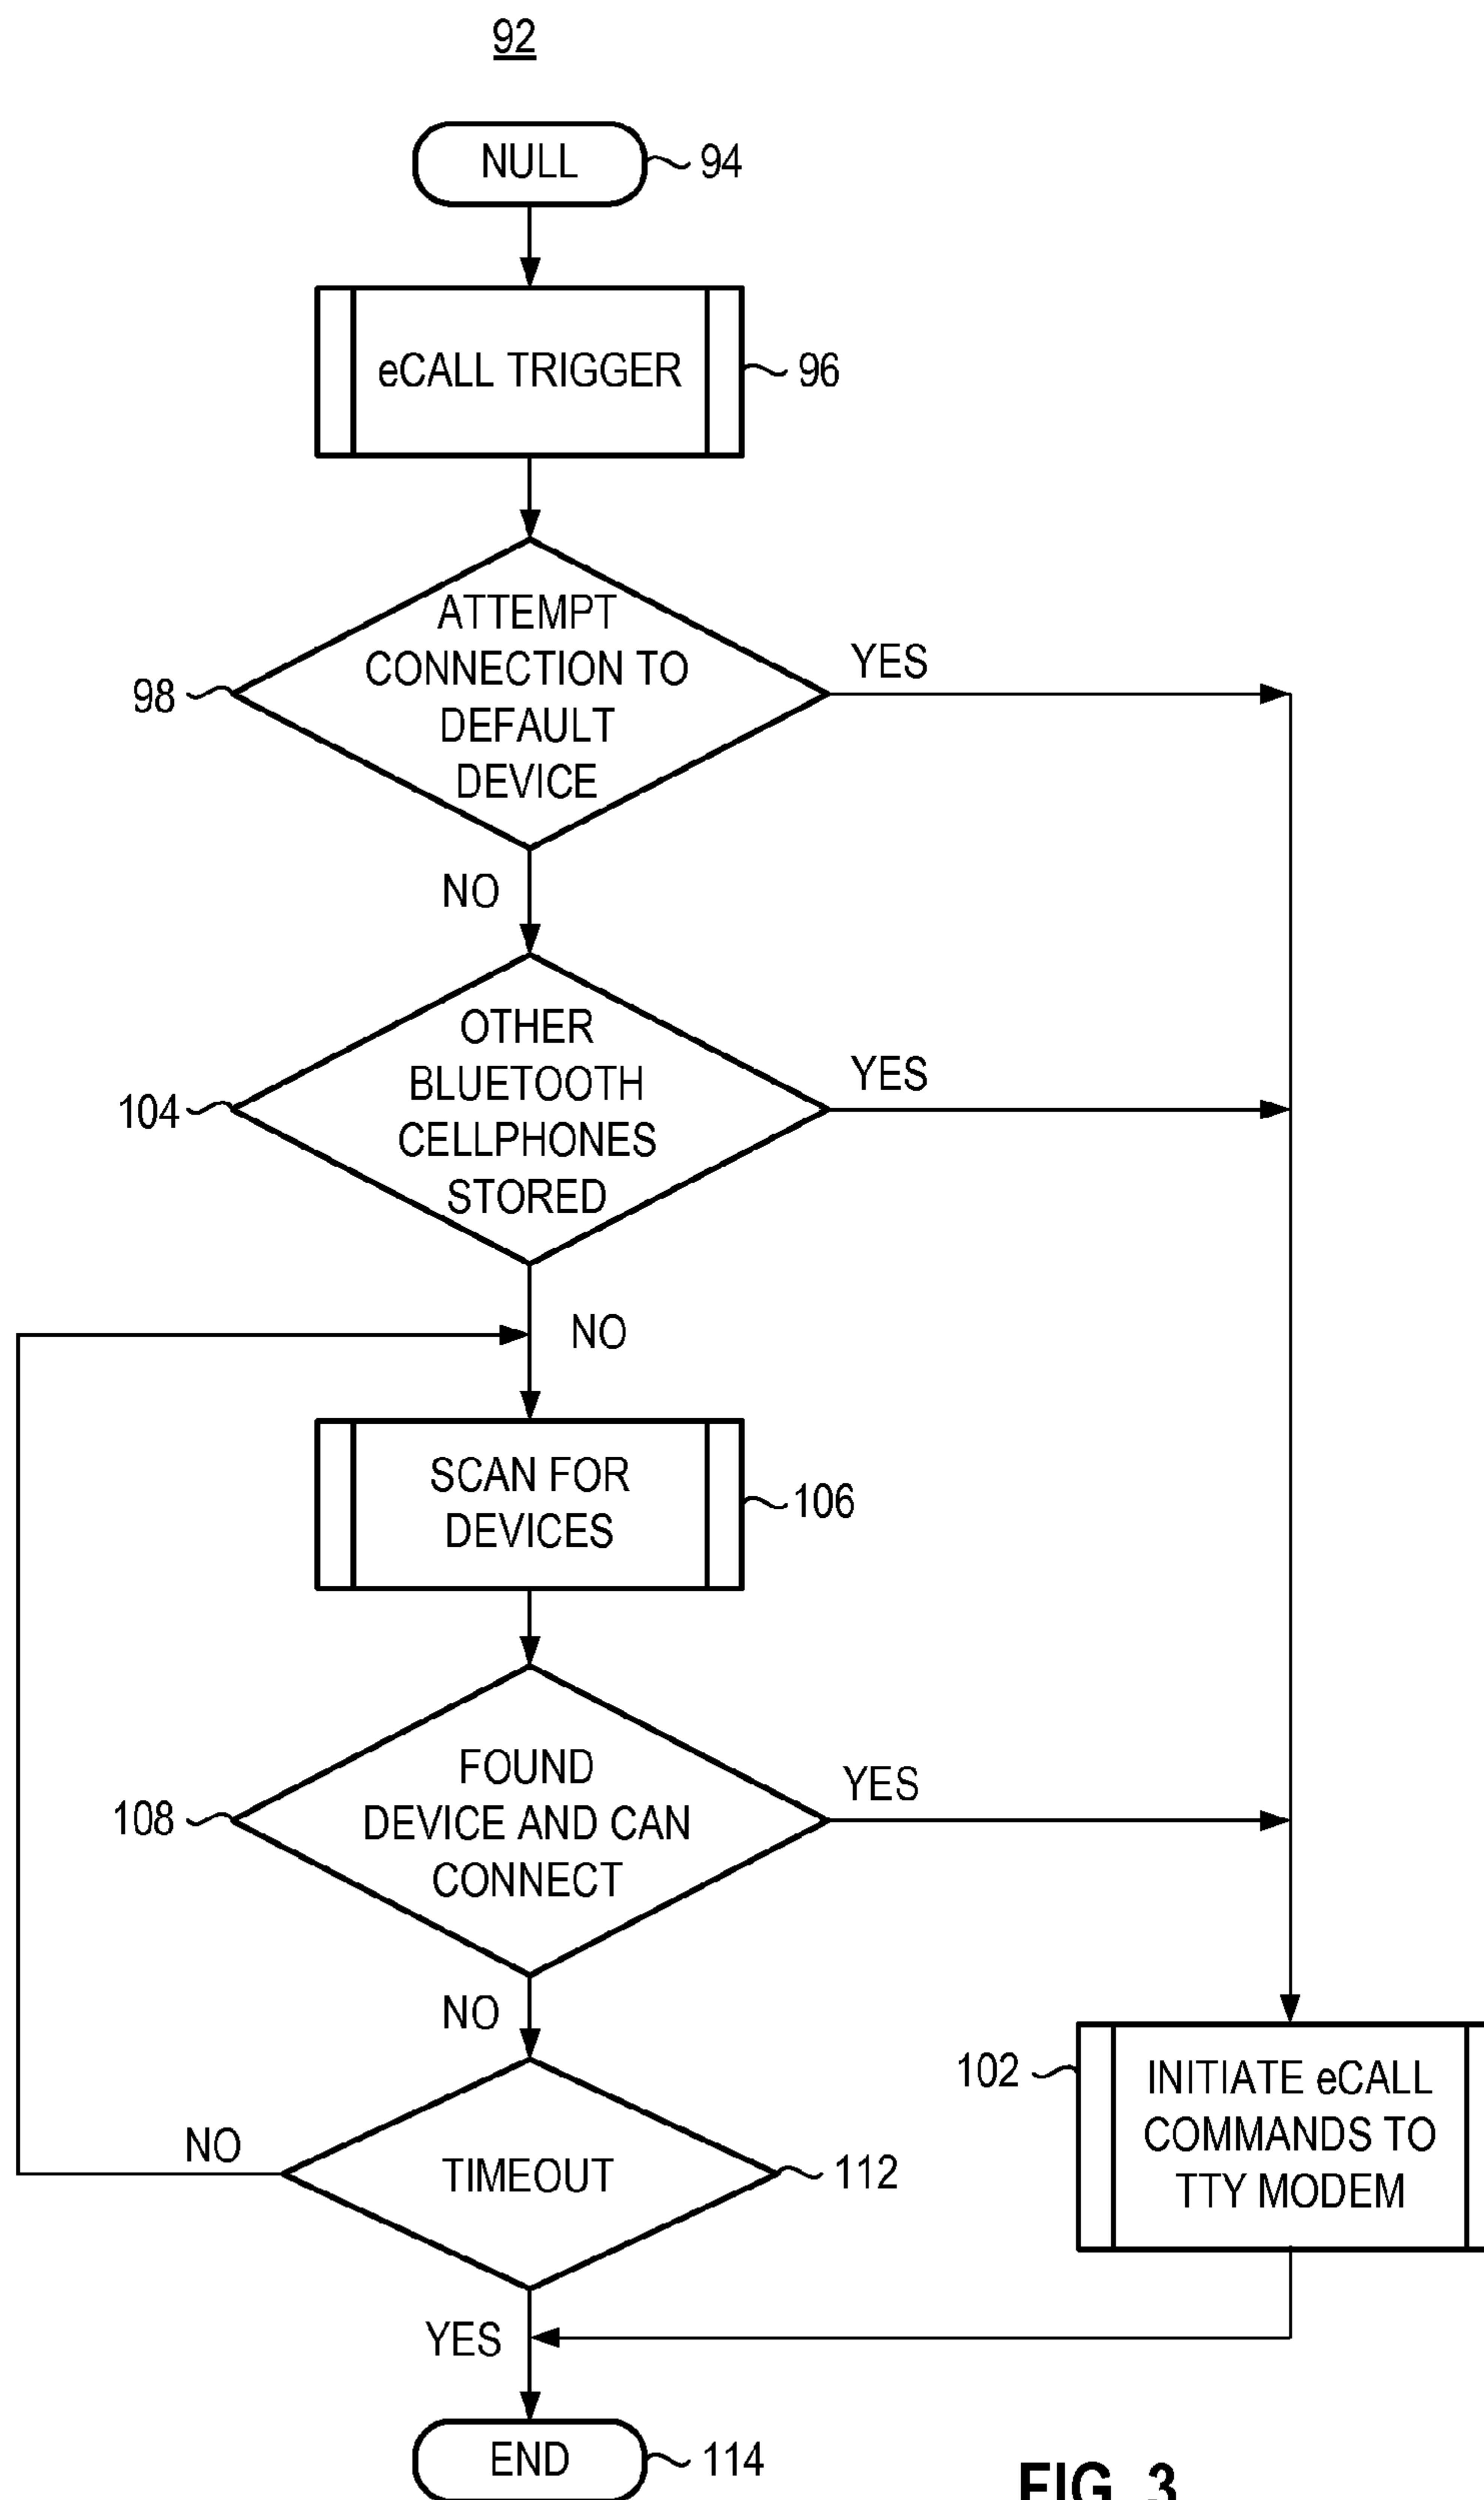 92
NULL
94
eCALL TRIGGER
96
ATTEMPT
CONNECTION TO
DEFAULT
DEVICE
98
YES
NO
OTHER
BLUETOOTH
CELLPHONES
STORED
104
YES
NO
SCAN FOR
DEVICES
106
FOUND
DEVICE AND CAN
CONNECT
108
YES
NO
102
INITIATE eCALL
COMMANDS TO
TTY MODEM
NO
TIMEOUT
112
YES
END
114
FIG. 3